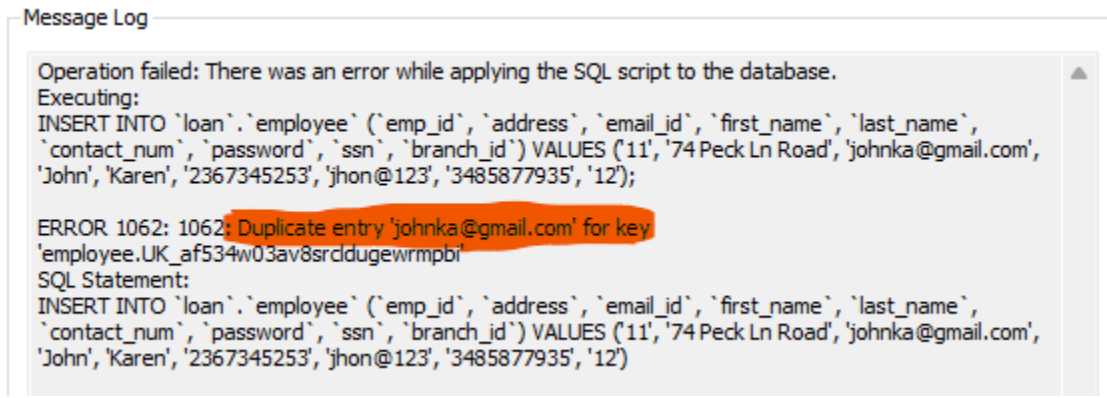 Message Log
Operation failed: There was an error while applying the SQL script to the database.
Executing:
INSERT INTO `loan`.`employee` (`emp_id`, `address`, `email_id`, `first_name`, `last_name`,
`contact_num`, `password`, `ssn`, `branch_id`) VALUES ('11', '74 Peck Ln Road', 'johnka@gmail.com',
'John', 'Karen', '2367345253', 'jhon@123', '3485877935', '12');
ERROR 1062: 1062: Duplicate entry 'johnka@gmail.com' for key
'employee.UK_af534w03av8srcldugewrmpbi'
SQL Statement:
INSERT INTO `loan`.`employee` (`emp_id`, `address`, `email_id`, `first_name`, `last_name`,
`contact_num`, `password`, `ssn`, `branch_id`) VALUES ('11', '74 Peck Ln Road', 'johnka@gmail.com',
'John', 'Karen', '2367345253', 'jhon@123', '3485877935', '12')